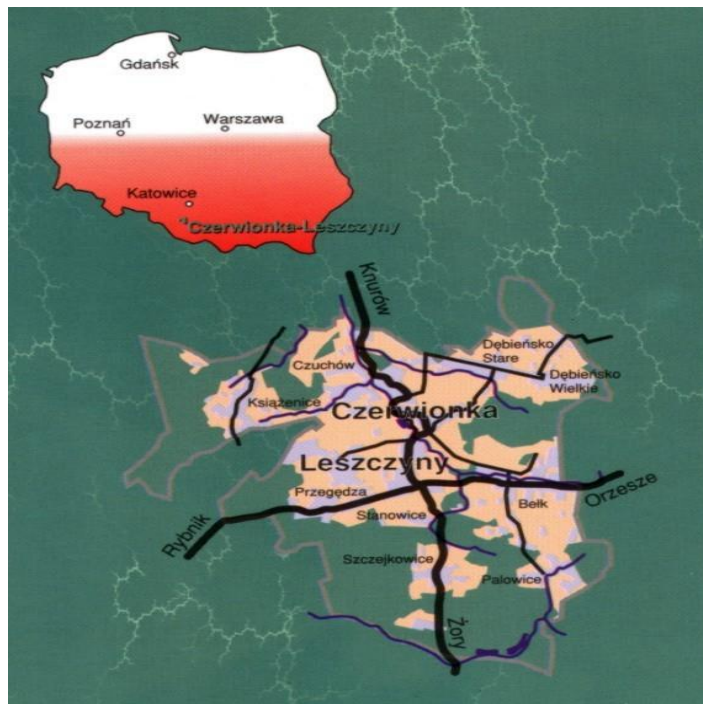 Gdańsk
Poznań
Warszawa
Katowice
Czerwionka-Leszczyny
Knurów
Dębieńsko
Stare
Czuchów
Dębieńsko
Wielkie
Książenice
Czerwionka
Leszczyny
Przegędza
Orzesze
Bełk
Stanowice
Rybnik
Szczejkowice
Palowice
Żory